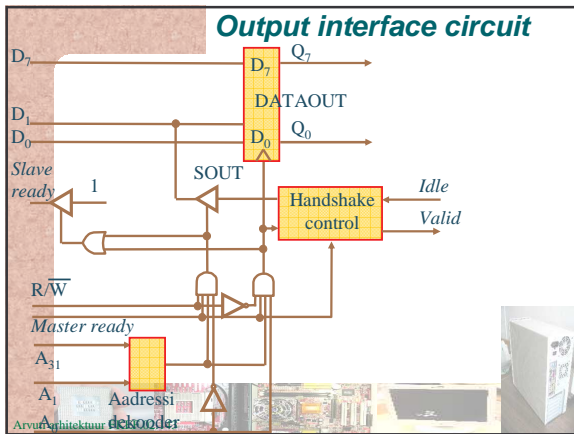 Output interface circuit
D7
Q7
D7
DATAOUT
D1
D0
D0
Q0
Slave
ready
1
SOUT
Handshake
control
Idle
Valid
R/W̅
Master ready
A31
A1
Aadressi
dekooder
A0